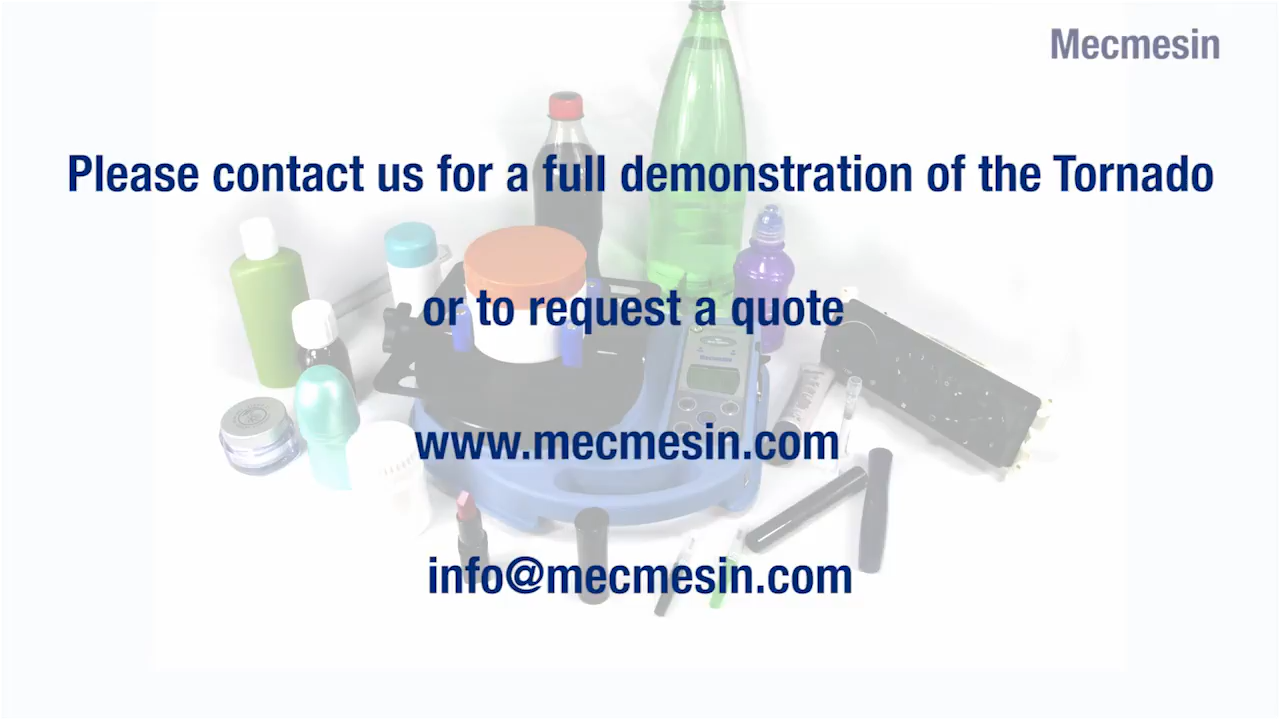 Mecmesin
Please contact us for a full demonstration of the Tornado
or to request a quote
www.mecmesin.com
info@mecmesin.com